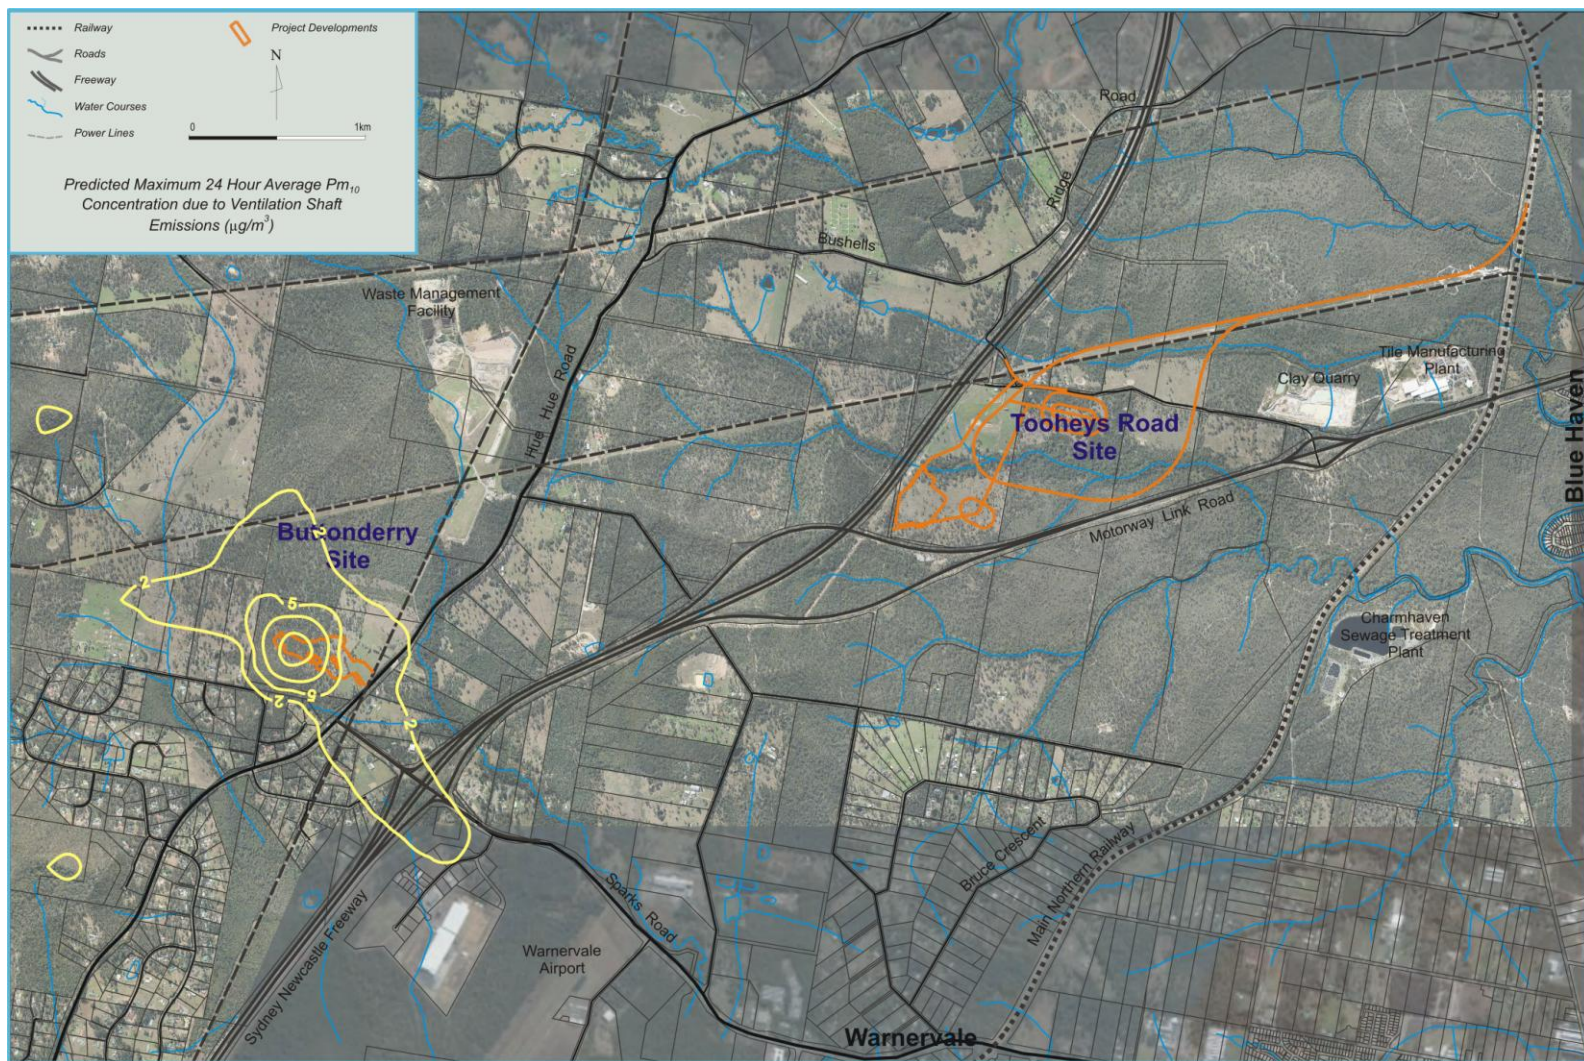 Railway
Project Developments
Roads
N
Freeway
Water Courses
0 1km
Power Lines
Predicted Maximum 24 Hour Average Pm₁₀
Concentration due to Ventilation Shaft
Emissions (µg/m³)
Road
Ridge
Bushells
Waste Management
Facility
Hue Hue Road
Tile Manufacturing
Plant
Clay Quarry
Tooheys Road
Site
Blue Haven
Motorway Link Road
Buttonderry
Site
2
2
5
5
2
2
Charmhaven
Sewage Treatment
Plant
Bruce Crescent
Main Northern Railway
Sparks Road
Sydney Newcastle Freeway
Warnervale
Airport
Warnervale